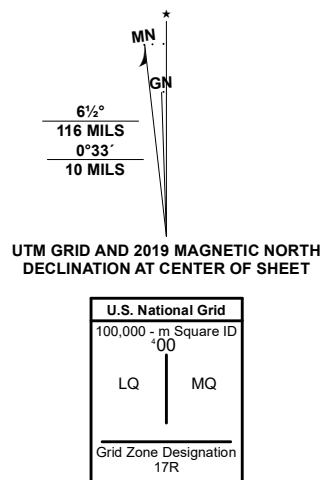 MN
GN
6½°
116 MILS
0°33´
10 MILS
UTM GRID AND 2019 MAGNETIC NORTH
DECLINATION AT CENTER OF SHEET
U.S. National Grid
100,000 - m Square ID
⁴00
LQ MQ
Grid Zone Designation
17R